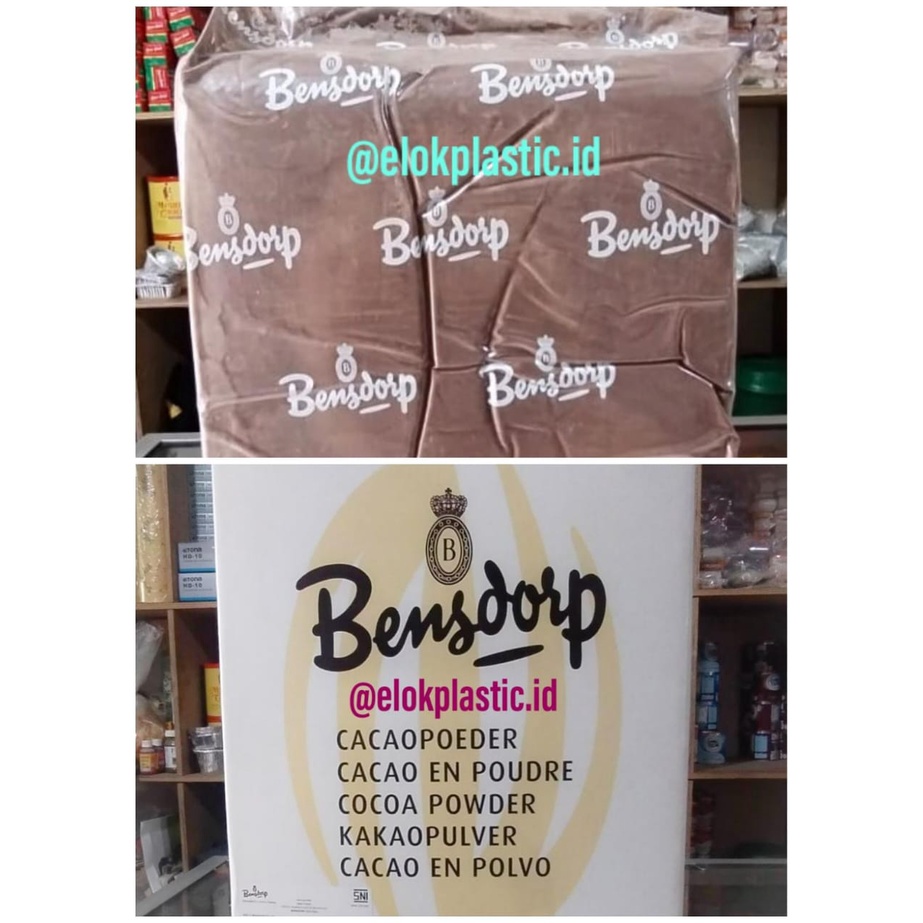 Bensdorp
Bensdorp
@elokplastic.id
Bensdorp
Bensdorp
Bensdorp
Bensdorp
Bensdorp
B
Bensdorp
@elokplastic.id
CACAOPOEDER
CACAO EN POUDRE
COCOA POWDER
KAKAOPULVER
CACAO EN POLVO
Bensdorp
SNI